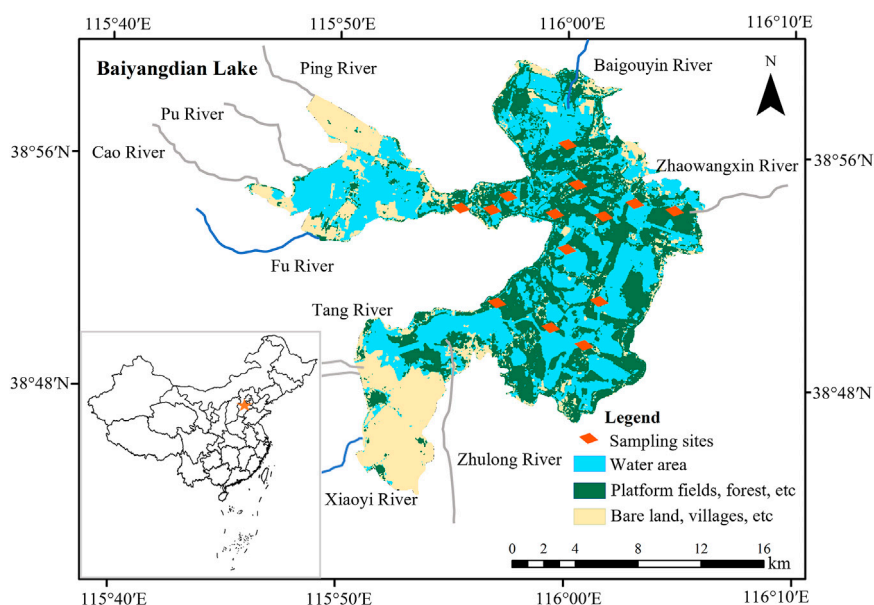 115°40′E 115°50′E 116°00′E 116°10′E
Baiyangdian Lake
Ping River
Baigouyin River
N
Pu River
Cao River
38°56′N
38°56′N
Zhaowangxin River
Fu River
Tang River
38°48′N
38°48′N
Legend
Sampling sites
Water area
Platform fields, forest, etc
Bare land, villages, etc
Zhulong River
Xiaoyi River
0 2 4 8 12 16
km
115°40′E 115°50′E 116°00′E 116°10′E